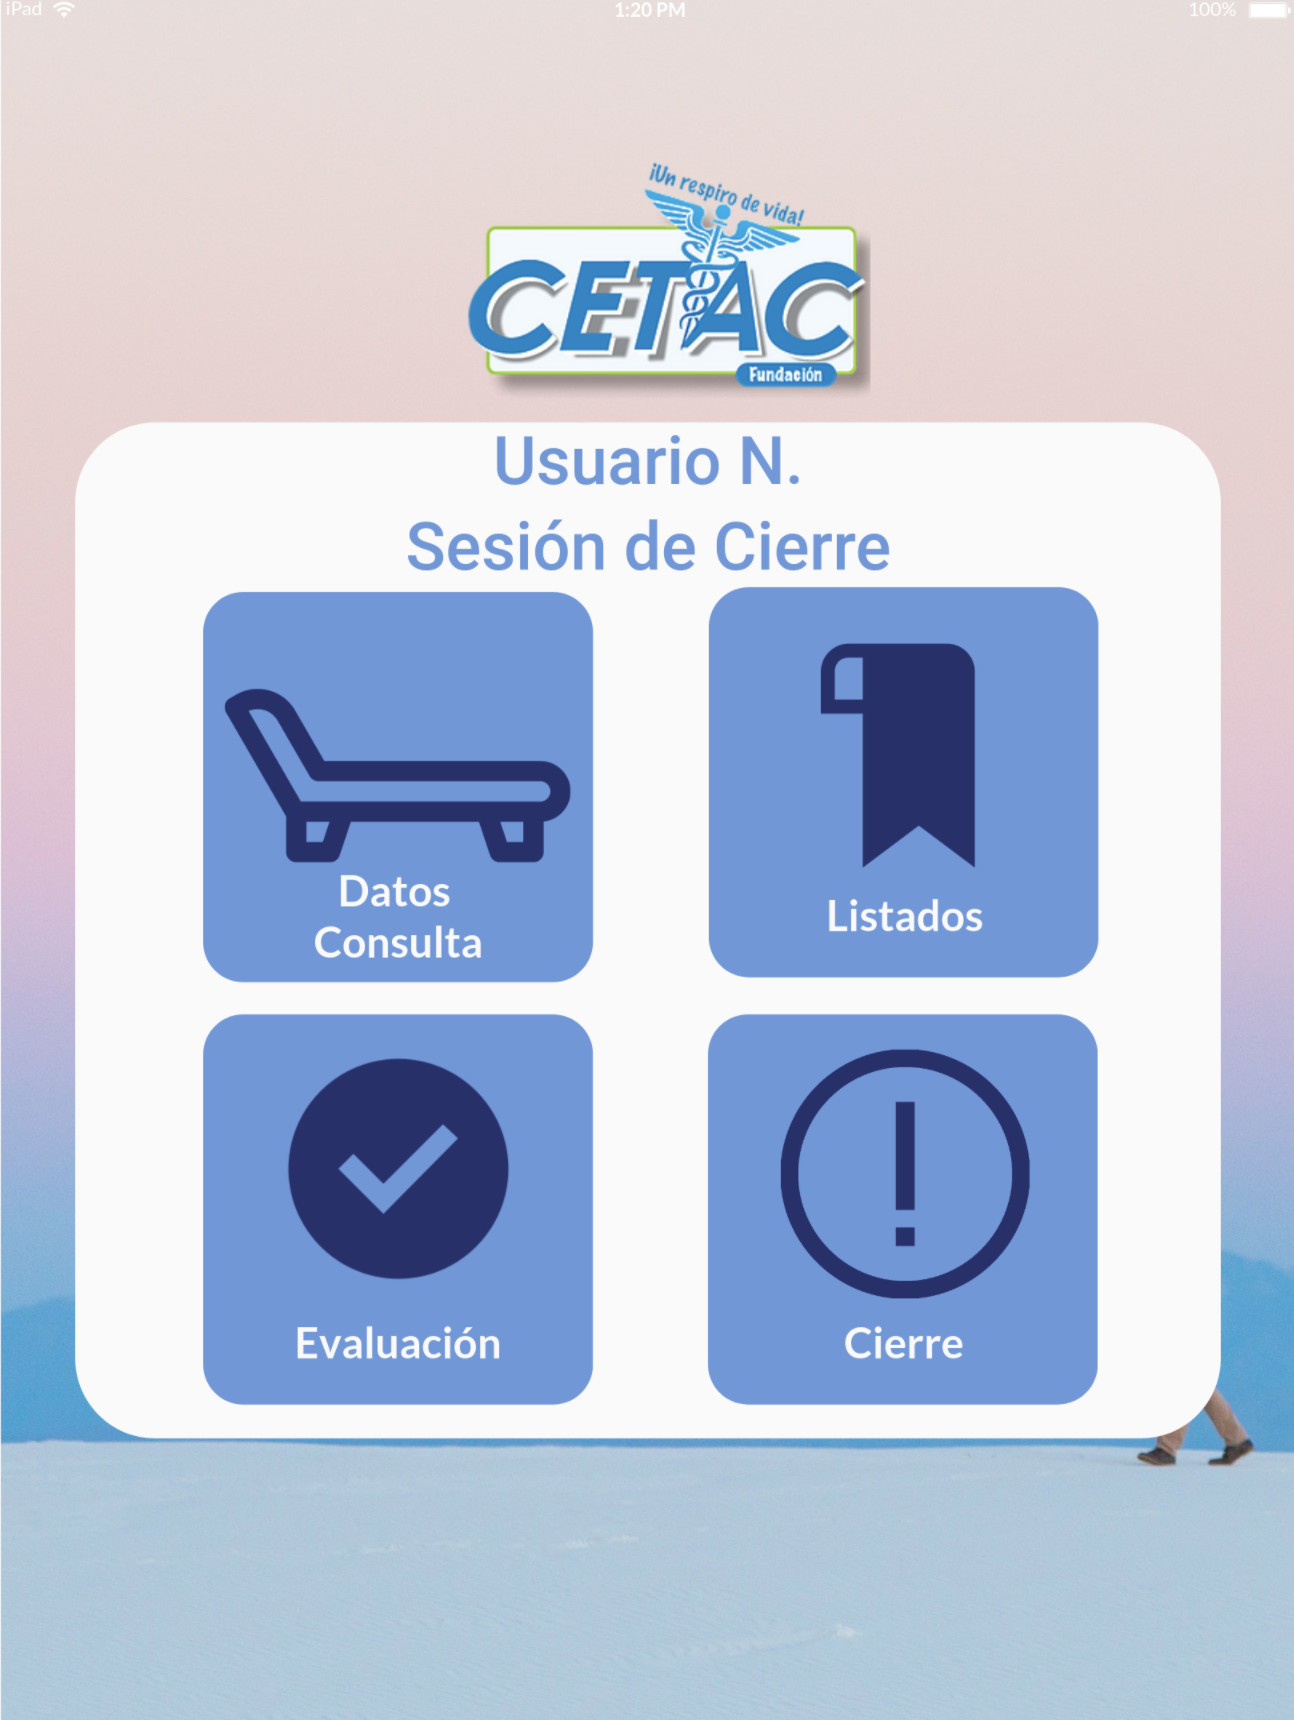 iPad
1:20 PM
100%
¡Un respiro de vida!
CETAC
Fundación
Usuario N.
Sesión de Cierre
Datos
Consulta
Listados
Evaluación
Cierre